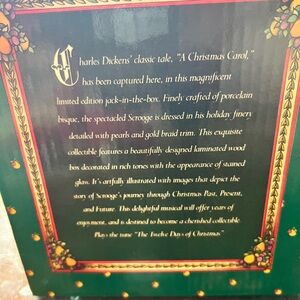 Charles Dickens' classic tale, "A Christmas Carol,"
has been captured here, in this magnificent
limited edition jack-in-the-box. Finely crafted of porcelain
bisque, the spectacled Scrooge is dressed in his holiday finery,
detailed with pearls and gold braid trim. This exquisite
collectible features a beautifully designed laminated wood
box decorated in rich tones with the appearance of stained
glass. It's artfully illustrated with images that depict the
story of Scrooge's journey through Christmas Past, Present,
and Future. This delightful musical will offer years of
enjoyment, and is destined to become a cherished collectible.
Plays the tune "The Twelve Days of Christmas"